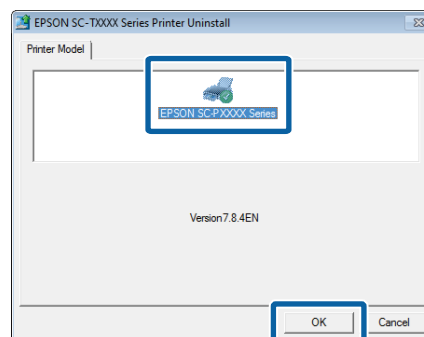 EPSON SC-TXXXX Series Printer Uninstall
Printer Model
EPSON SC-PXXXX Series
Version7.8.4EN
OK Cancel